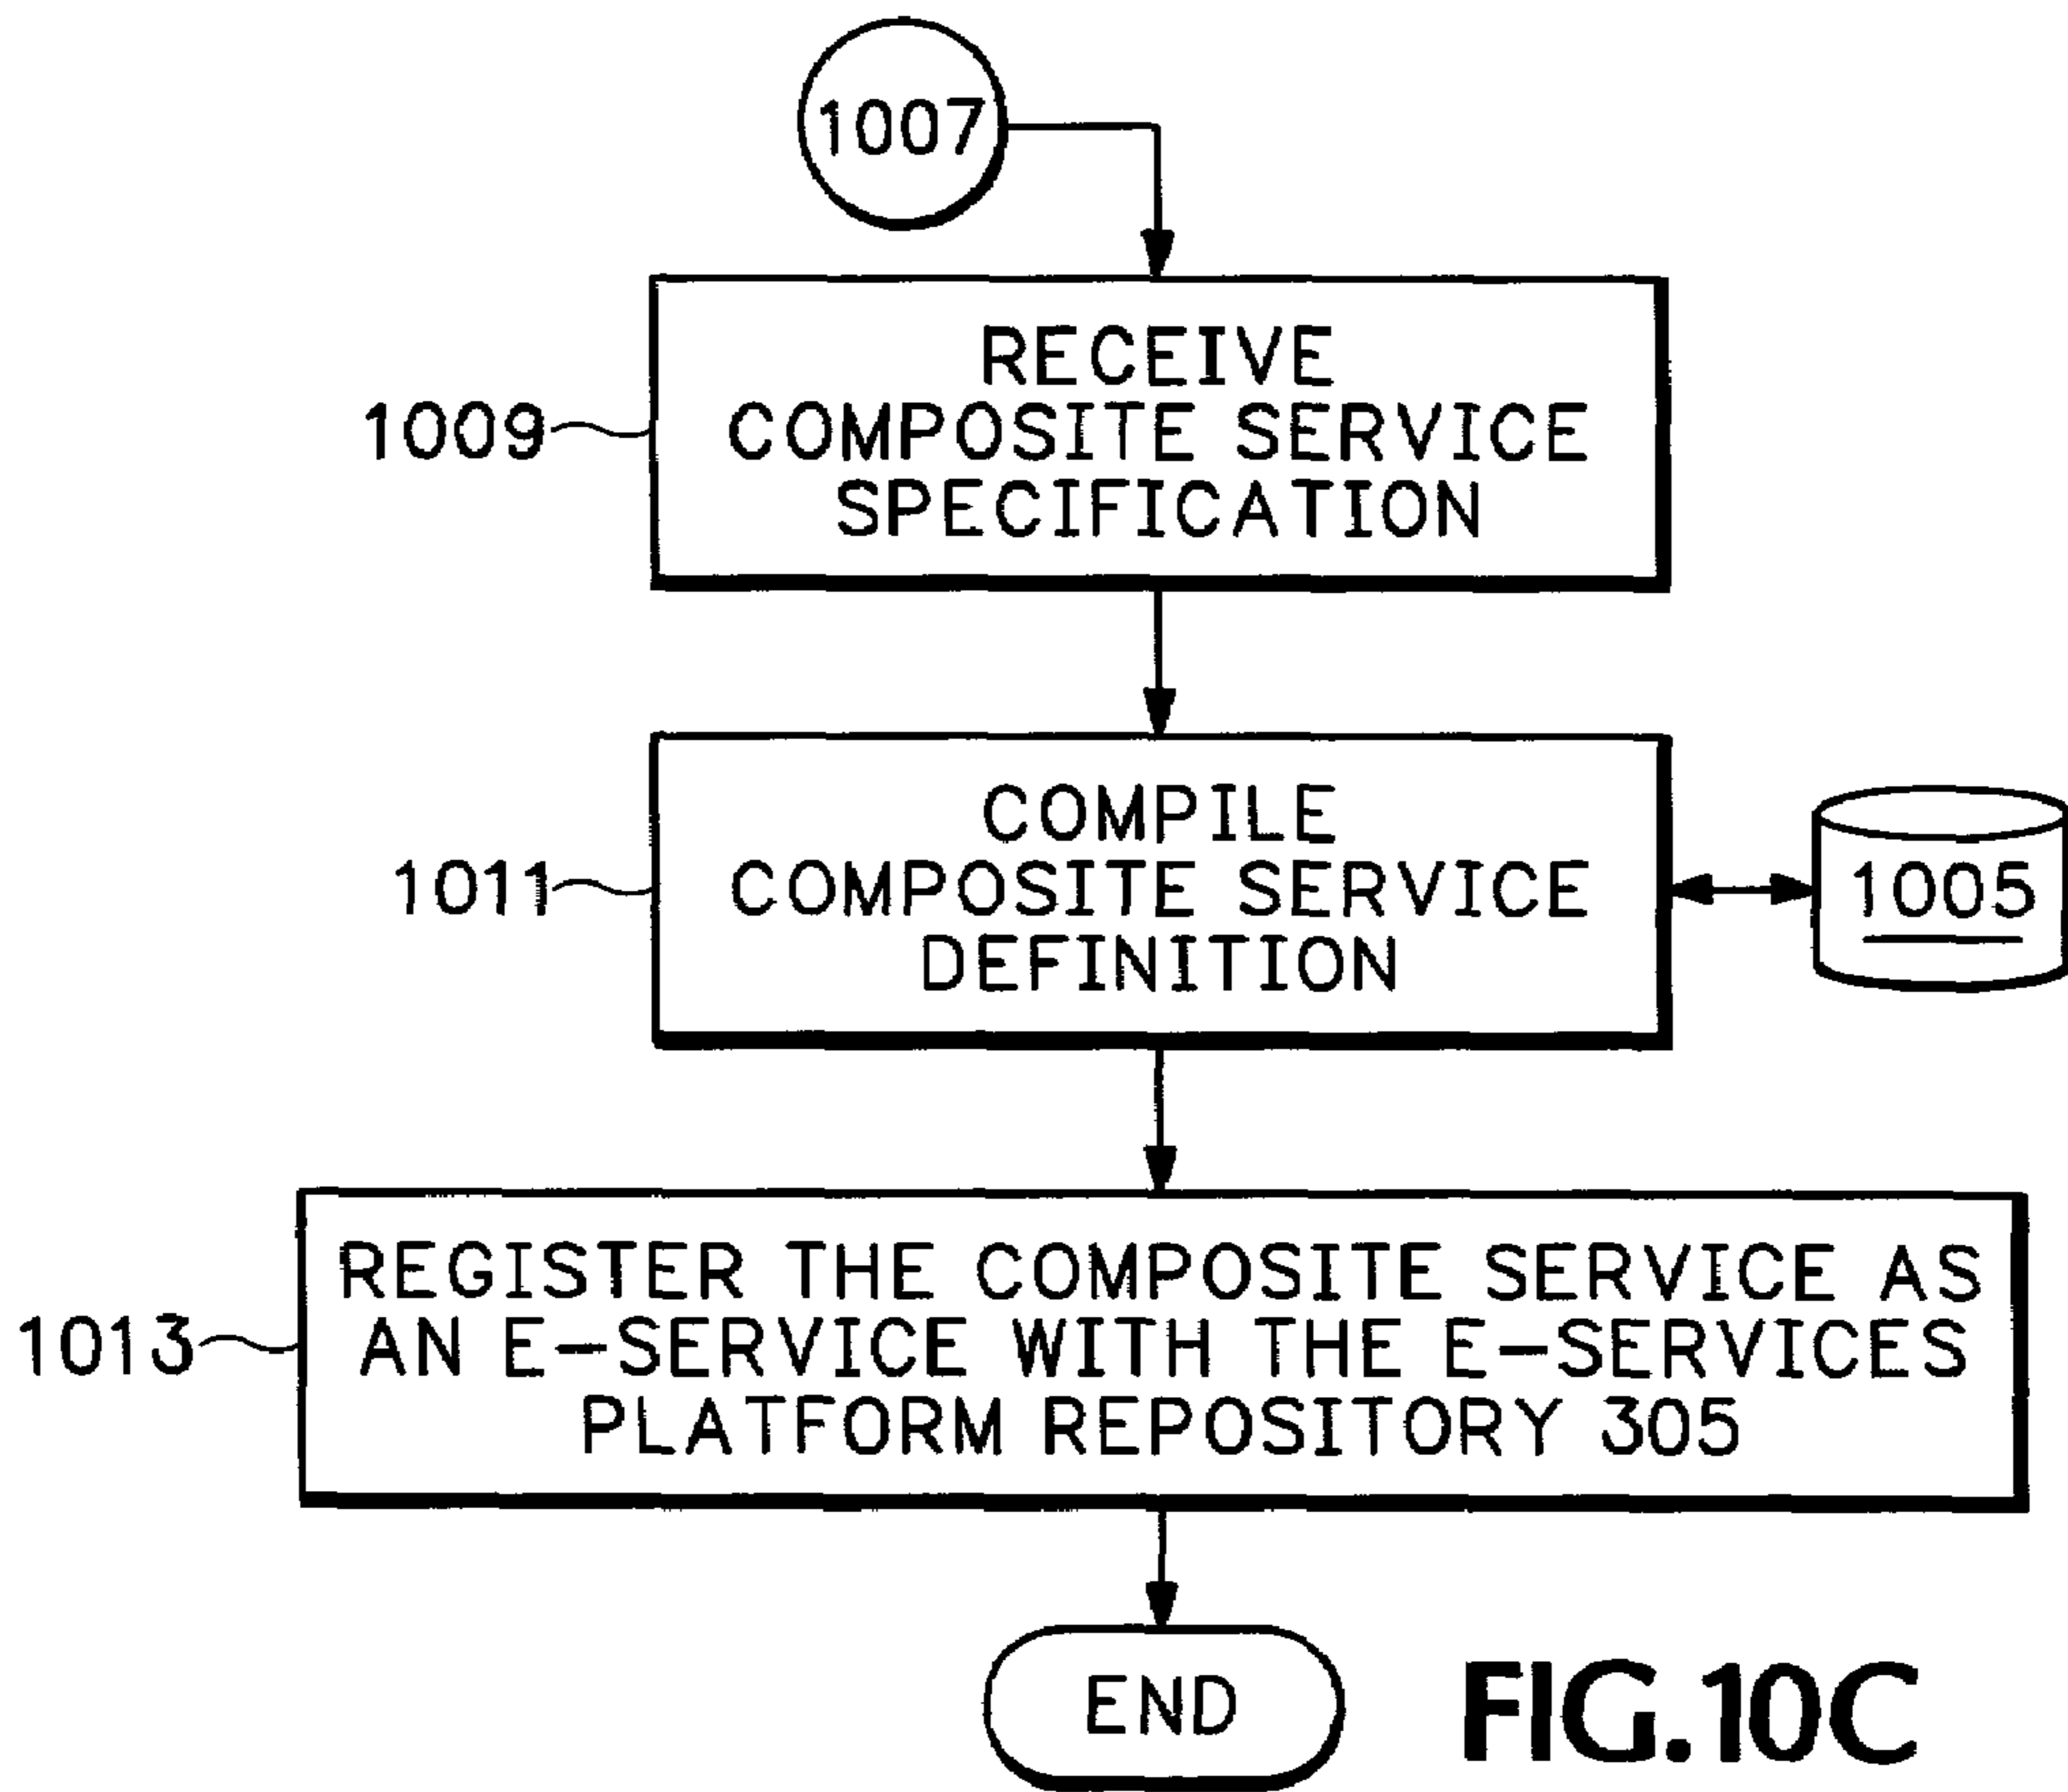 1007
RECEIVE
COMPOSITE SERVICE
SPECIFICATION
1009
COMPILE
COMPOSITE SERVICE
DEFINITION
1011
1005
REGISTER THE COMPOSITE SERVICE AS
AN E-SERVICE WITH THE E-SERVICES
PLATFORM REPOSITORY 305
1013
END
FIG.10C